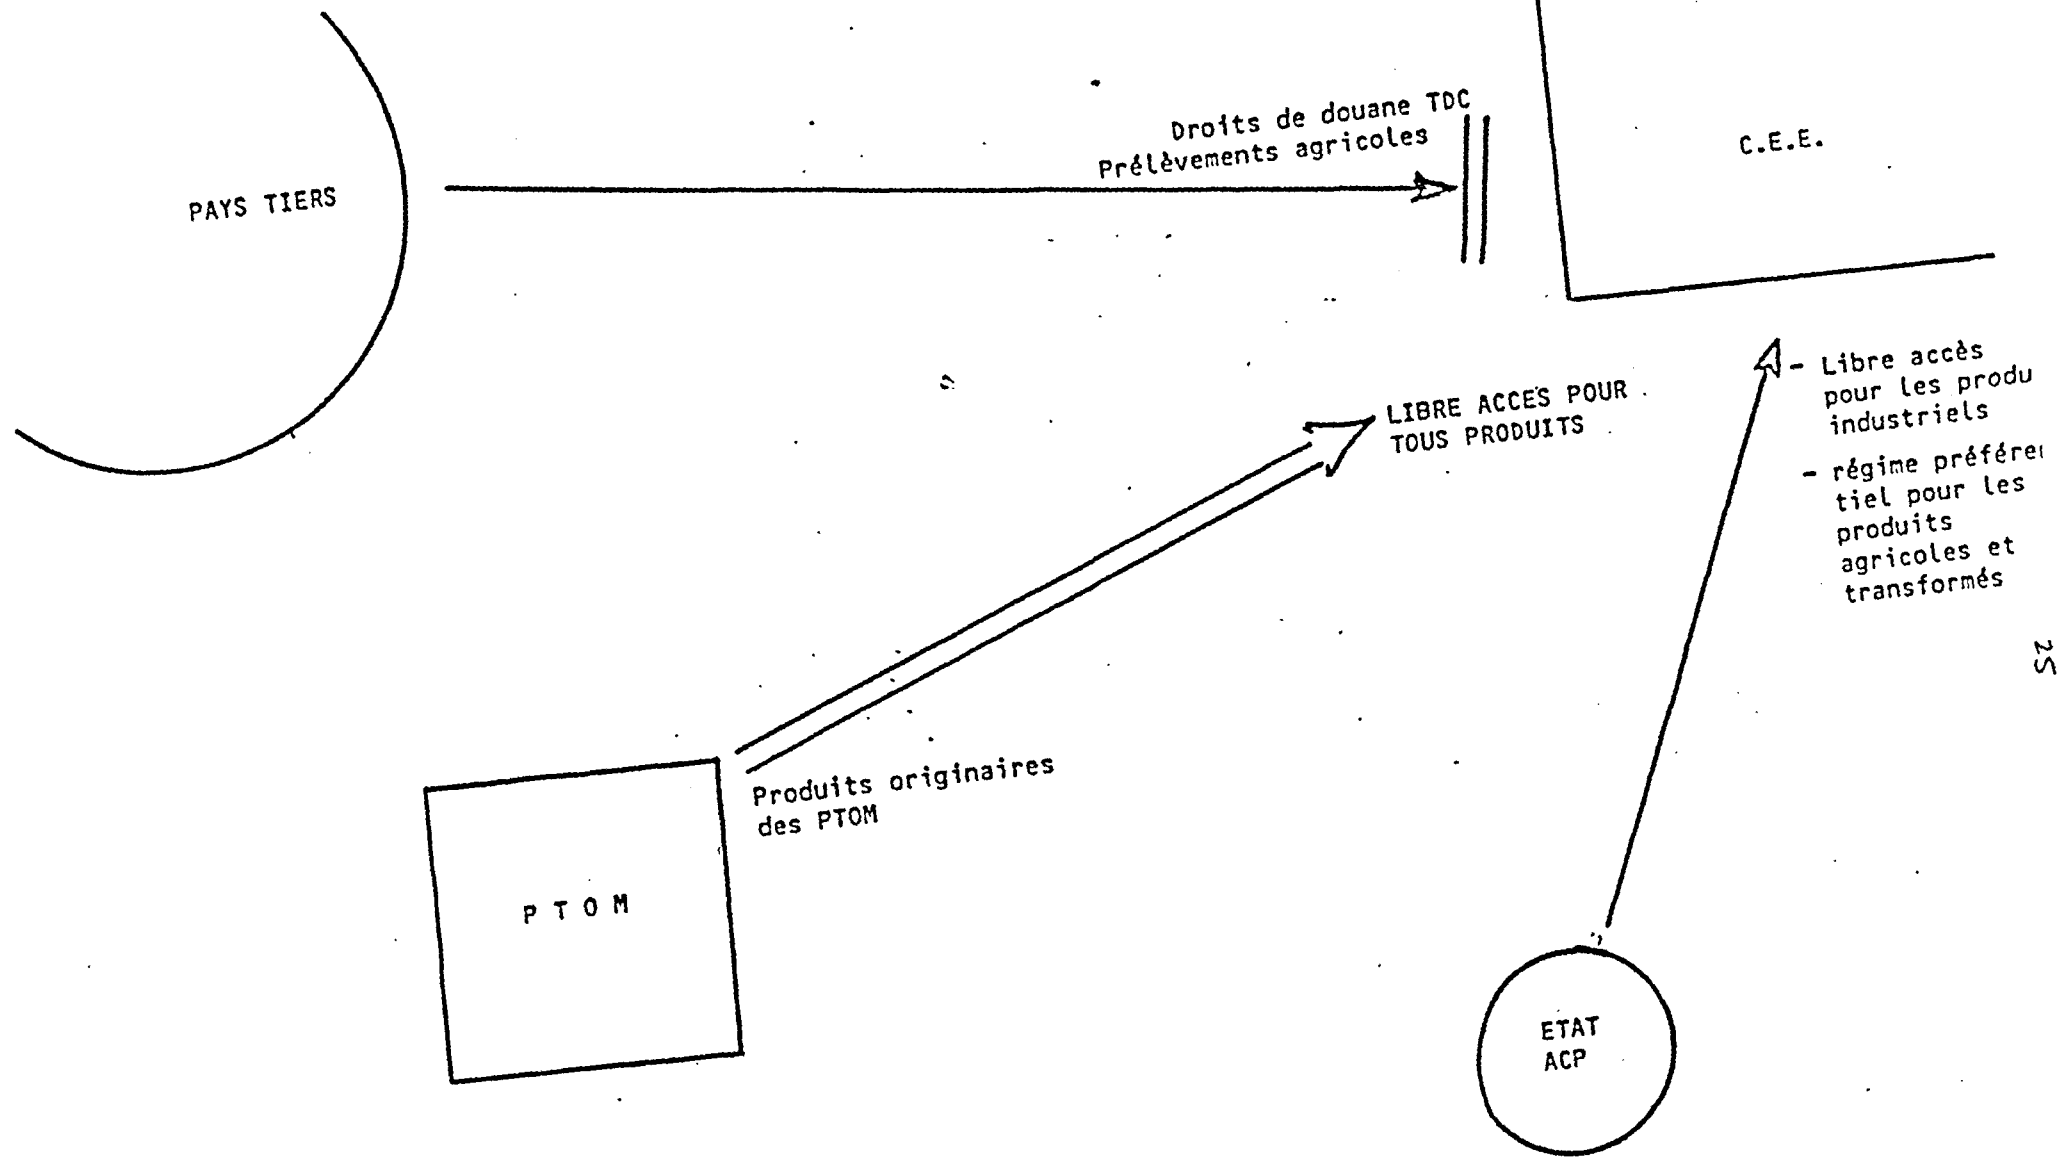 Droits de douane TDC
Prélèvements agricoles
C.E.E.
PAYS TIERS
LIBRE ACCES POUR
TOUS PRODUITS
- Libre accès
pour les produ
industriels
- régime préfére
tiel pour les
produits
agricoles et
transformés
25
Produits originaires
des PTOM
P T O M
ETAT
ACP